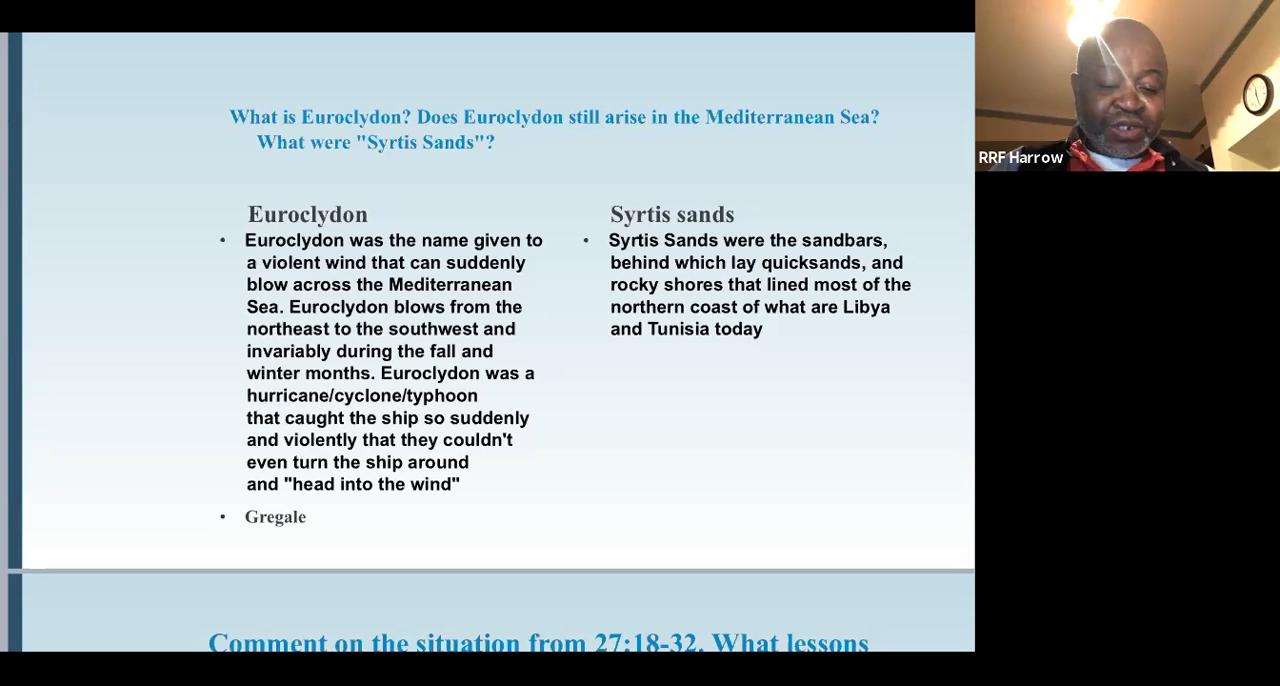 What is Euroclydon? Does Euroclydon still arise in the Mediterranean Sea?
What were "Syrtis Sands"?
Euroclydon
• Euroclydon was the name given to
a violent wind that can suddenly
blow across the Mediterranean
Sea. Euroclydon blows from the
northeast to the southwest and
invariably during the fall and
winter months. Euroclydon was a
hurricane/cyclone/typhoon
that caught the ship so suddenly
and violently that they couldn't
even turn the ship around
and "head into the wind"
• Gregale
Syrtis sands
• Syrtis Sands were the sandbars,
behind which lay quicksands, and
rocky shores that lined most of the
northern coast of what are Libya
and Tunisia today
Comment on the situation from 27:18-32. What lessons
RRF Harrow